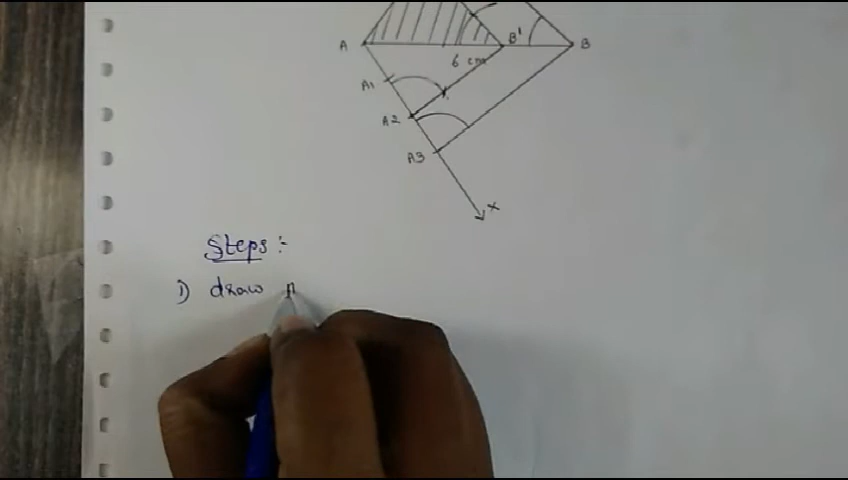 A B' B
6 cm
A1
A2
A3
X
Steps :-
1) draw A